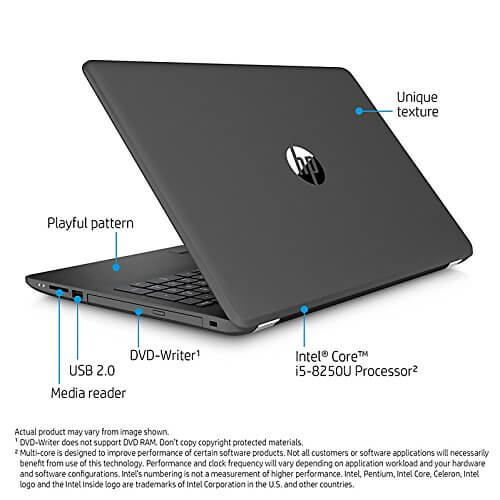 Unique
texture
hp
Playful pattern
DVD-Writer¹
USB 2.0
Media reader
Intel® Core™
i5-8250U Processor²
Actual product may vary from image shown.
¹ DVD-Writer does not support DVD RAM. Don't copy copyright protected materials.
² Multi-core is designed to improve performance of certain software products. Not all customers or software applications will necessarily
benefit from use of this technology. Performance and clock frequency will vary depending on application workload and your hardware
and software configurations. Intel's numbering is not a measurement of higher performance. Intel, Pentium, Intel Core, Celeron, Intel
logo and the Intel Inside logo are trademarks of Intel Corporation in the U.S. and other countries.